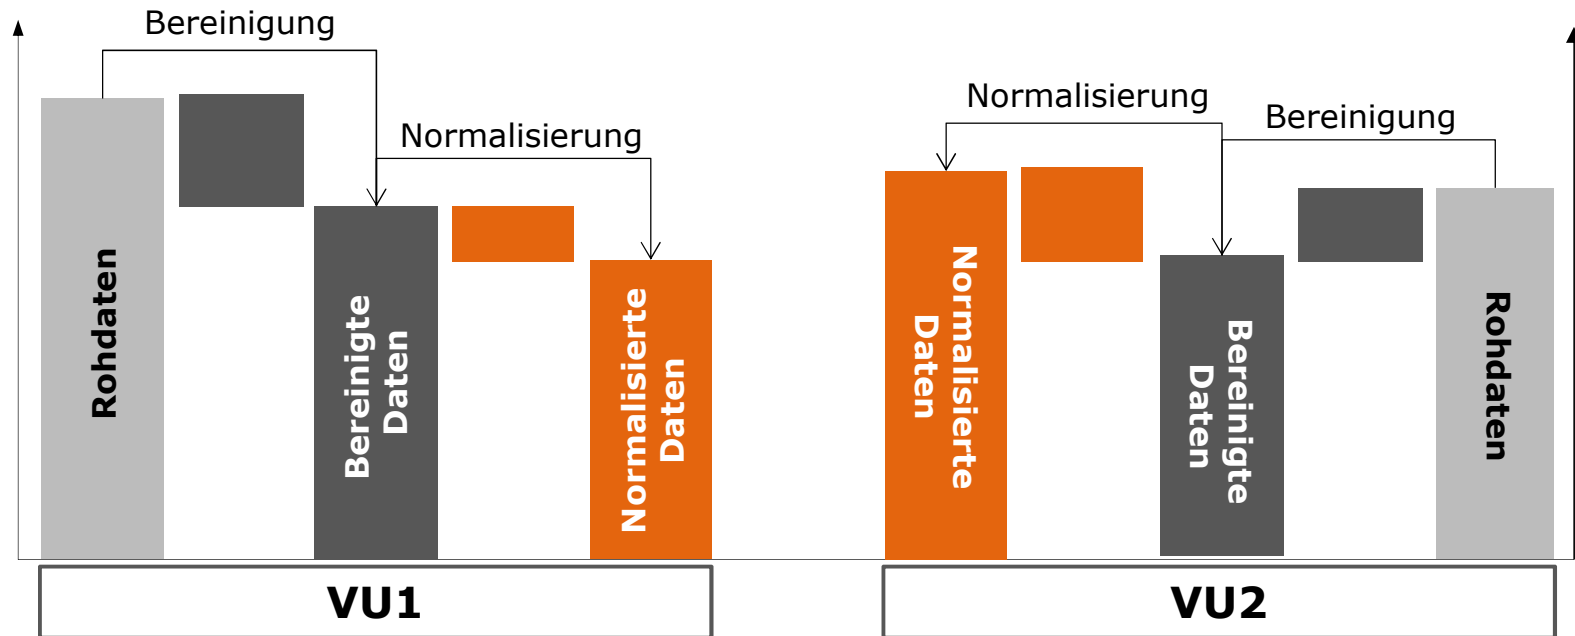 Bereinigung
Normalisierung
Rohdaten
Bereinigte
Daten
Normalisierte
Daten
VU1
Normalisierung
Bereinigung
Normalisierte
Daten
Bereinigte
Daten
Rohdaten
VU2